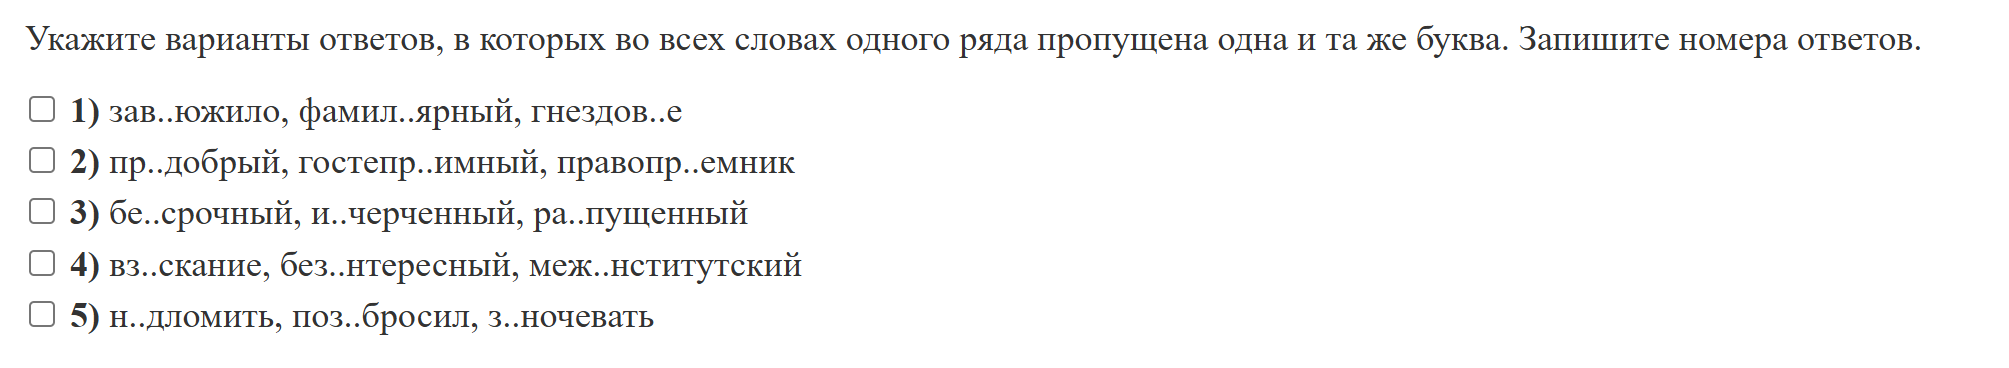 Укажите варианты ответов, в которых во всех словах одного ряда пропущена одна и та же буква. Запишите номера ответов.
1) зав..южило, фамил..ярный, гнездов..е
2) пр..добрый, гостепр..имный, правопр..емник
3) бе..срочный, и..черченный, ра..пущенный
4) вз..скание, без..нтересный, меж..нститутский
5) н..дломить, поз..бросил, з..ночевать